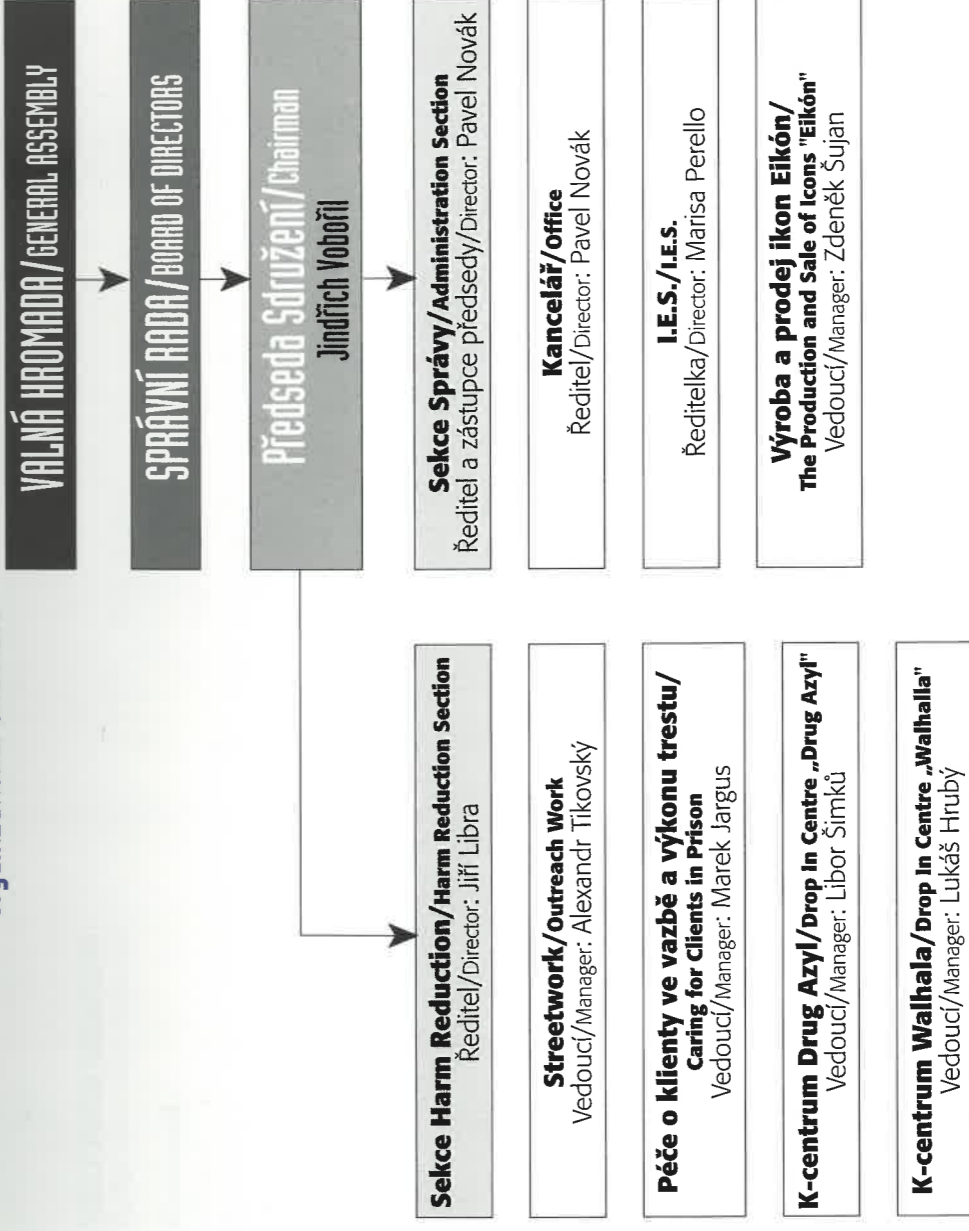 VALNÁ HROMADA/GENERAL ASSEMBLY
SPRÁVNÍ RADA/BOARD OF DIRECTORS
Předseda Sdružení/Chairman
Jindřich Vobořil
Sekce Harm Reduction/Harm Reduction Section
Ředitel/Director: Jiří Libra
Streetwork/Outreach Work
Vedoucí/Manager: Alexandr Tikovský
Péče o klienty ve vazbě a výkonu trestu/
Caring for Clients in Prison
Vedoucí/Manager: Marek Jargus
K-centrum Drug Azyl/Drop In Centre „Drug Azyl"
Vedoucí/Manager: Libor Šimků
K-centrum Walhala/Drop In Centre „Walhalla"
Vedoucí/Manager: Lukáš Hrubý
Sekce Správy/Administration Section
Ředitel a zástupce předsedy/Director: Pavel Novák
Kancelář/Office
Ředitel/Director: Pavel Novák
I.E.S./I.E.S.
Ředitelka/Director: Marisa Perello
Výroba a prodej ikon Eikón/
The Production and Sale of Icons "Eikón"
Vedoucí/Manager: Zdeněk Šujan